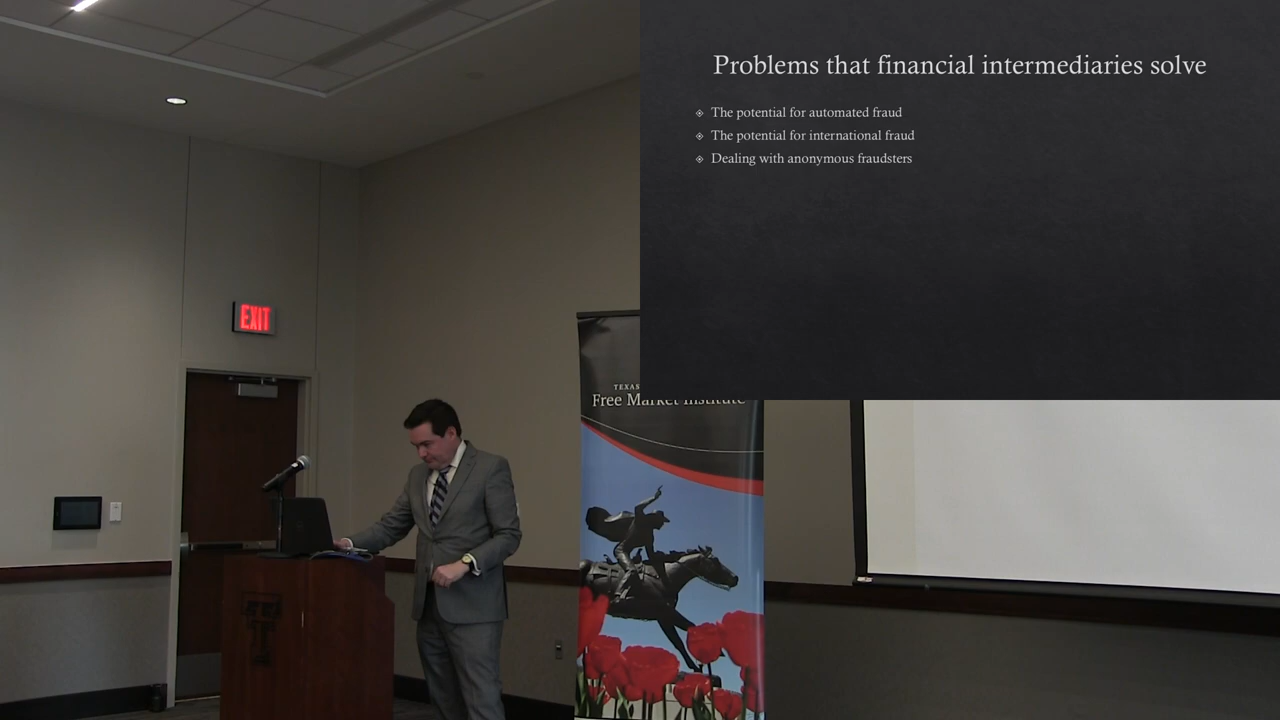 Problems that financial intermediaries solve
The potential for automated fraud
The potential for international fraud
Dealing with anonymous fraudsters
EXIT
TEXAS
Free Market Institute